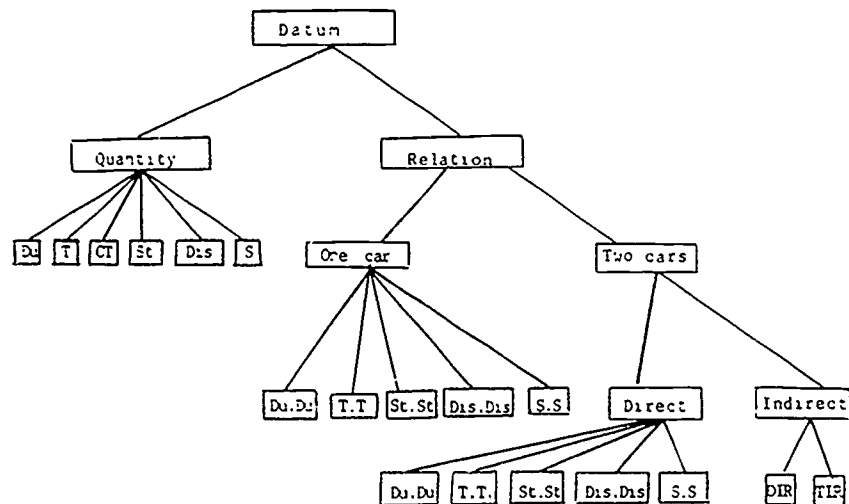 Datum
Quantity Relation
Du T CT St Dis S
One car Two cars
Du.Du T.T St.St Dis.Dis S.S
Direct Indirect
Du.Du T.T. St.St Dis.Dis S.S
DIR TIR